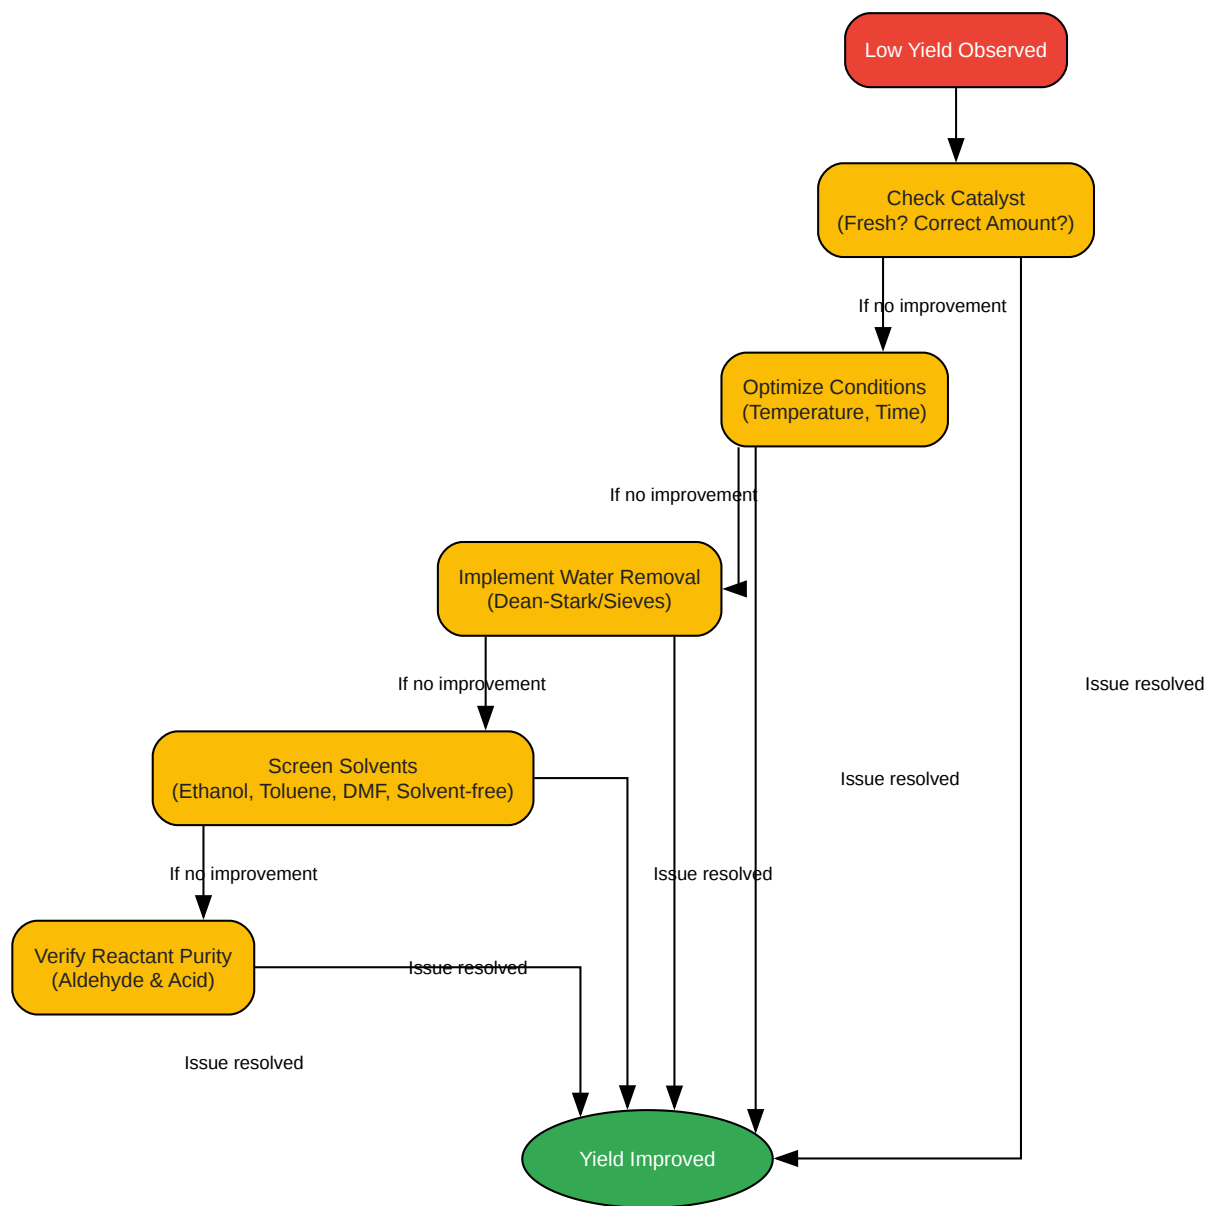 Low Yield Observed
Check Catalyst
(Fresh? Correct Amount?)
If no improvement
Optimize Conditions
(Temperature, Time)
If no improvement
Implement Water Removal
(Dean-Stark/Sieves)
If no improvement
Issue resolved
Screen Solvents
(Ethanol, Toluene, DMF, Solvent-free)
Issue resolved
If no improvement
Issue resolved
Verify Reactant Purity
(Aldehyde & Acid)
Issue resolved
Issue resolved
Yield Improved